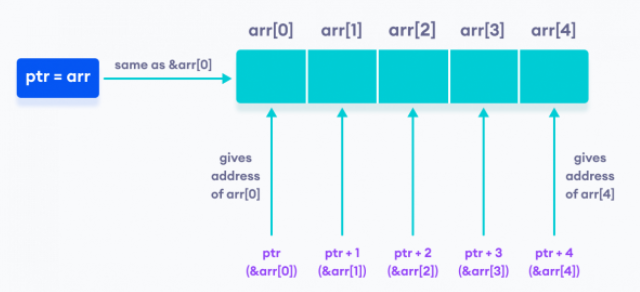 arr[0] arr[1] arr[2] arr[3] arr[4]
ptr = arr
same as &arr[0]
gives
address
of arr[0]
gives
address
of arr[4]
ptr ptr + 1 ptr + 2 ptr + 3 ptr + 4
(&arr[0]) (&arr[1]) (&arr[2]) (&arr[3]) (&arr[4])